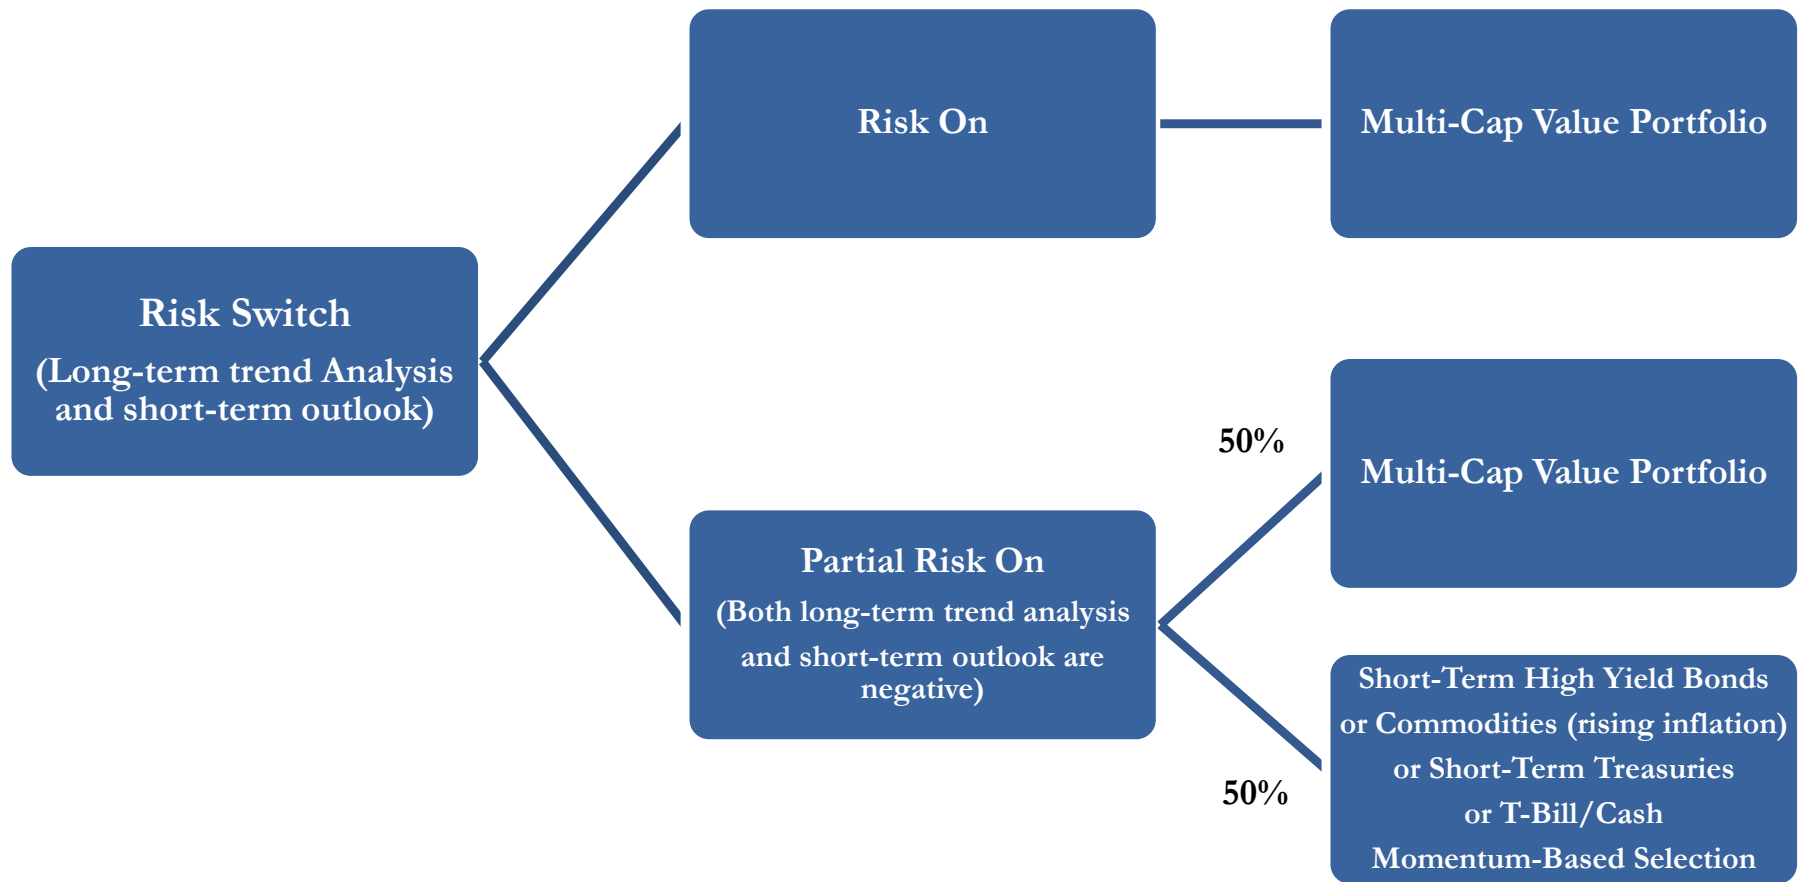 Risk Switch
(Long-term trend Analysis
and short-term outlook)
Risk On
Multi-Cap Value Portfolio
Partial Risk On
(Both long-term trend analysis
and short-term outlook are
negative)
50%
Multi-Cap Value Portfolio
50%
Short-Term High Yield Bonds
or Commodities (rising inflation)
or Short-Term Treasuries
or T-Bill/Cash
Momentum-Based Selection